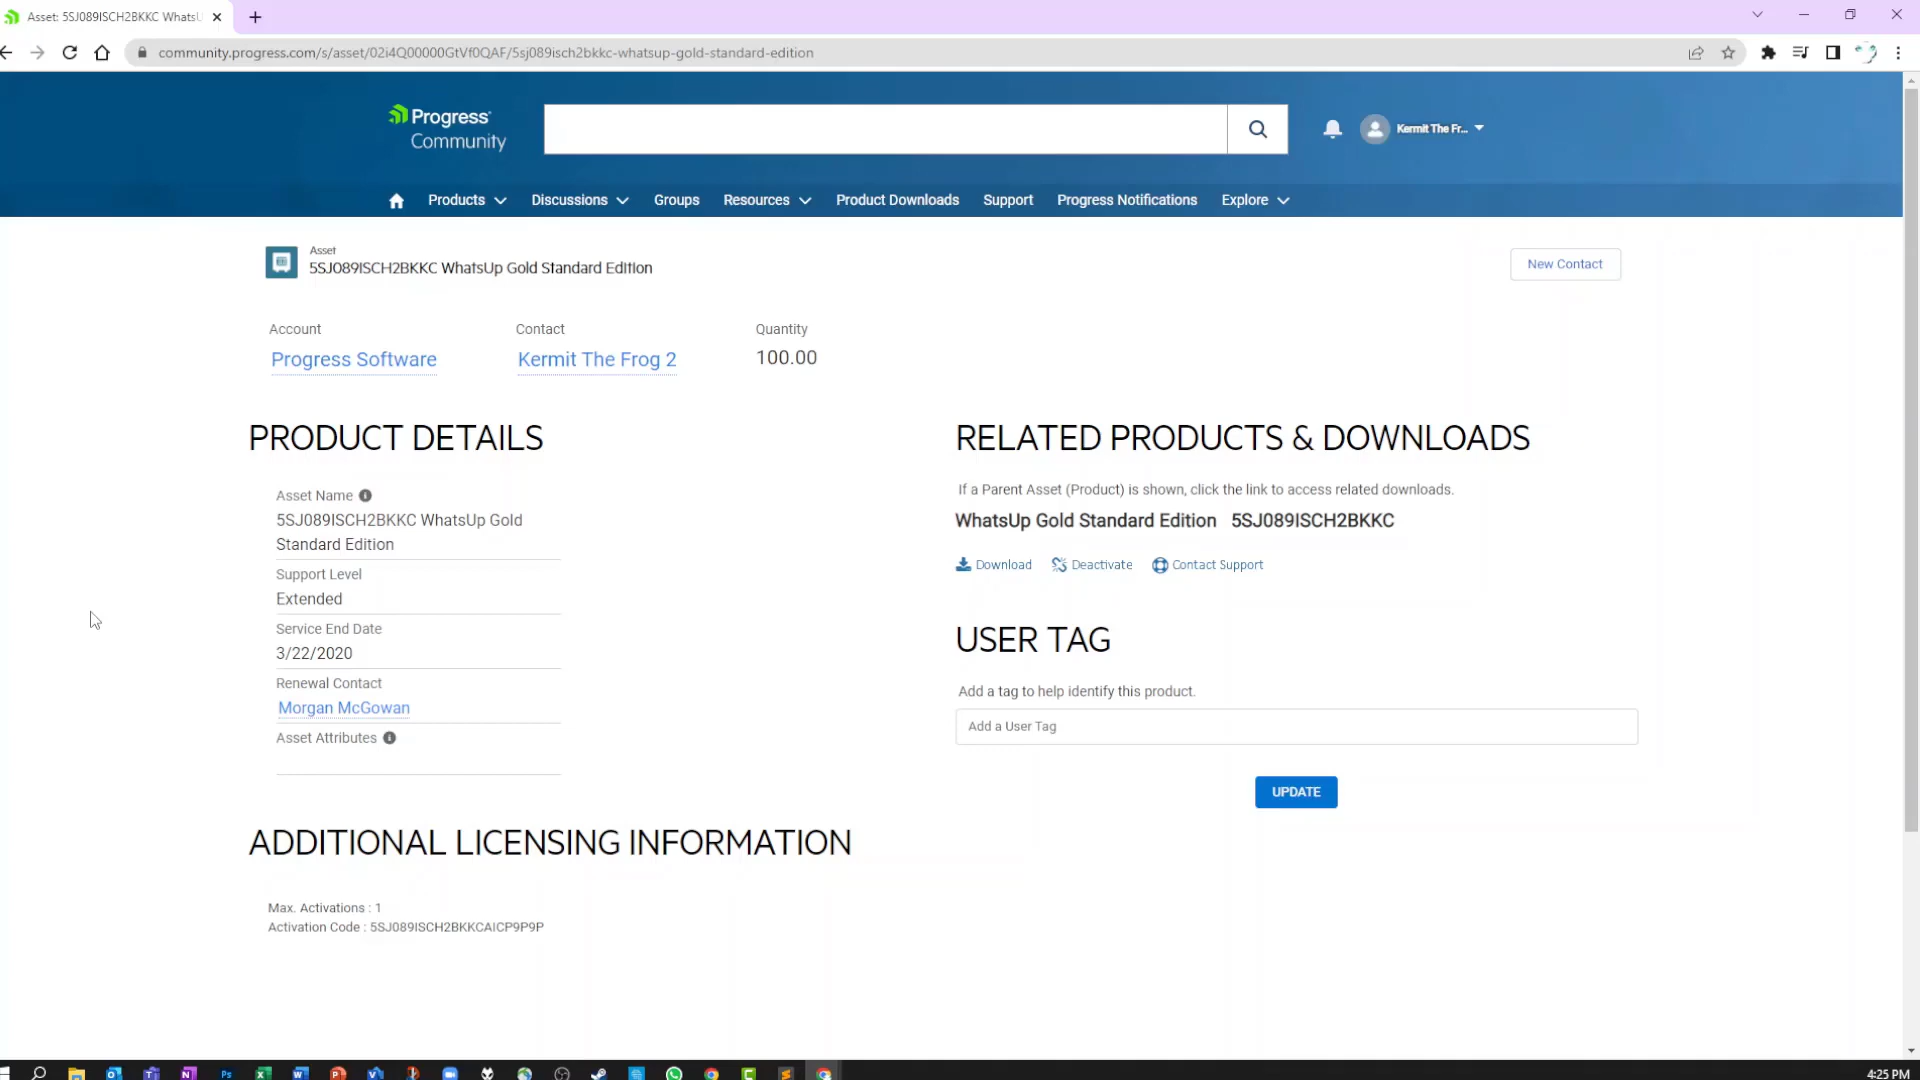 Asset: 5SJ089ISCH2BKKC WhatsU
community.progress.com/s/asset/02i4Q00000GtVf0QAF/5sj089isch2bkkc-whatsup-gold-standard-edition
Progress
Community
Kermit The Fr...
Products
Discussions
Groups
Resources
Product Downloads
Support
Progress Notifications
Explore
Asset
5SJ089ISCH2BKKC WhatsUp Gold Standard Edition
New Contact
Account
Contact
Quantity
Progress Software
Kermit The Frog 2
100.00
PRODUCT DETAILS
Asset Name
5SJ089ISCH2BKKC WhatsUp Gold
Standard Edition
Support Level
Extended
Service End Date
3/22/2020
Renewal Contact
Morgan McGowan
Asset Attributes
RELATED PRODUCTS & DOWNLOADS
If a Parent Asset (Product) is shown, click the link to access related downloads.
WhatsUp Gold Standard Edition 5SJ089ISCH2BKKC
Download
Deactivate
Contact Support
USER TAG
Add a tag to help identify this product.
Add a User Tag
UPDATE
ADDITIONAL LICENSING INFORMATION
Max. Activations : 1
Activation Code : 5SJ089ISCH2BKKCAICP9P9P
4:25 PM